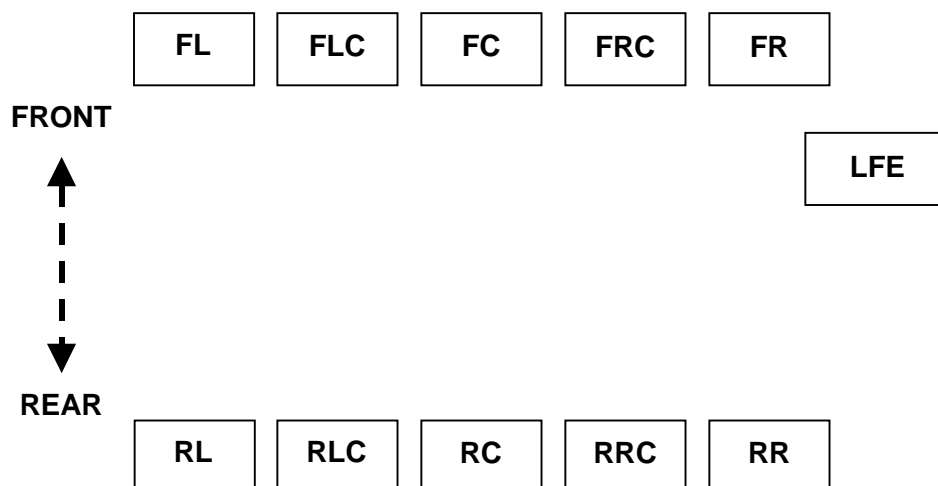 FL FLC FC FRC FR
FRONT
LFE
REAR
RL RLC RC RRC RR